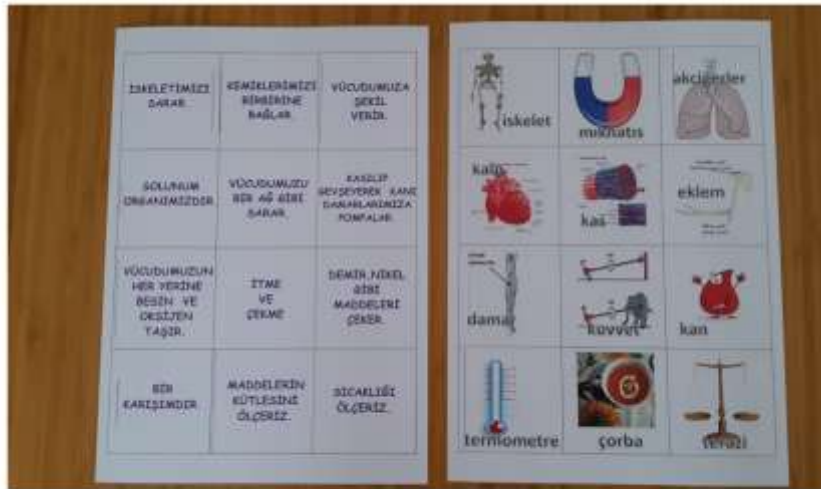 İSKELETİMİZİ
SARAR.
KEMİKLERİMİZİ
BİRBİRİNE
BAĞLAR.
VÜCUDUMUZA
ŞEKİL
VERİR.
SOLUNUM
ORGANIMIZDIR.
VÜCUDUMUZU
BİR AĞ GİBİ
SARAR.
KASILIP
GEVŞEYEREK KANI
DAMARLARIMIZA
POMPALAR.
VÜCUDUMUZUN
HER YERİNE
BESİN VE
OKSİJEN
TAŞIR.
İTME
VE
ÇEKME
DEMİR,NİKEL
GİBİ
MADDELERİ
ÇEKER.
BİR
KARIŞIMDIR.
MADDELERİN
KÜTLESİNİ
ÖLÇERİZ.
SICAKLIĞI
ÖLÇERİZ.
iskelet
mıknatıs
akciğerler
kalp
kas
eklem
damar
kuvvet
kan
termometre
çorba
terazi